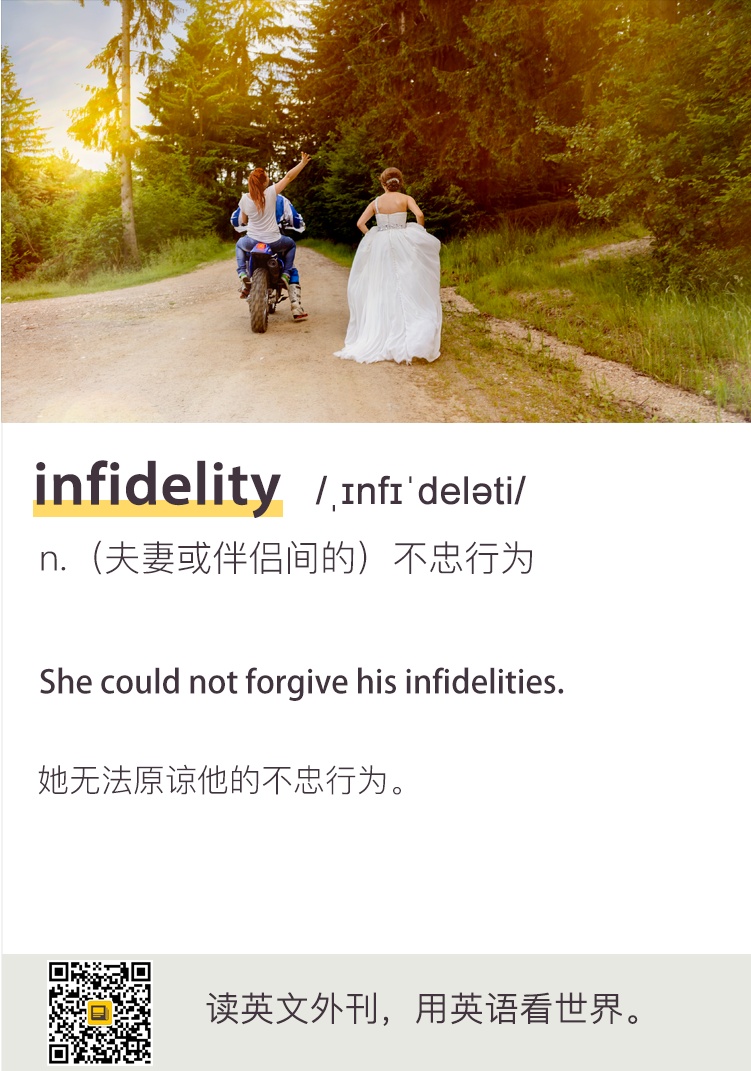 infidelity /ˌɪnfɪˈdeləti/
n.（夫妻或伴侣间的）不忠行为
She could not forgive his infidelities.
她无法原谅他的不忠行为。
读英文外刊，用英语看世界。